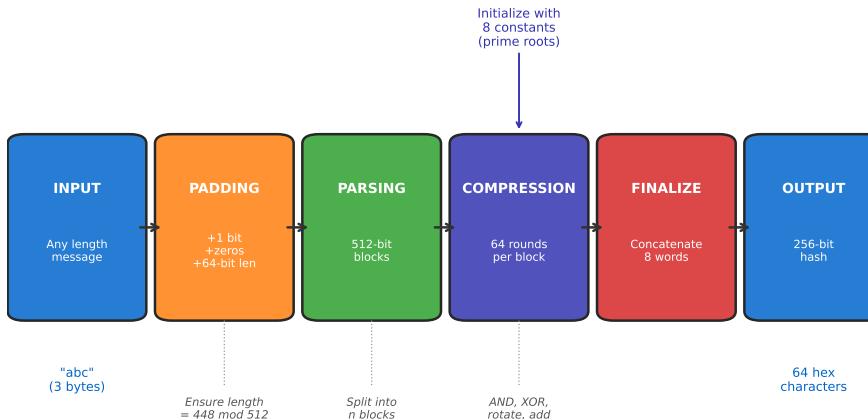 Initialize with
8 constants
(prime roots)
INPUT
Any length
message
PADDING
+1 bit
+zeros
+64-bit len
PARSING
512-bit
blocks
COMPRESSION
64 rounds
per block
FINALIZE
Concatenate
8 words
OUTPUT
256-bit
hash
"abc"
(3 bytes)
Ensure length
= 448 mod 512
Split into
n blocks
AND, XOR,
rotate, add
64 hex
characters